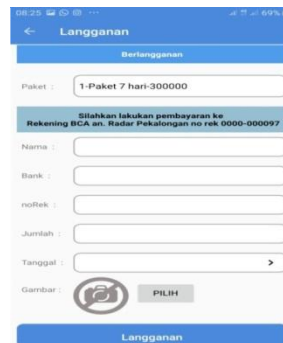 08:25 69%
← Langganan
Berlangganan
Paket : 1-Paket 7 hari-300000
Silahkan lakukan pembayaran ke
Rekening BCA an. Radar Pekalongan no rek 0000-000097
Nama :
Bank :
noRek :
Jumlah :
Tanggal : >
Gambar : PILIH
Langganan